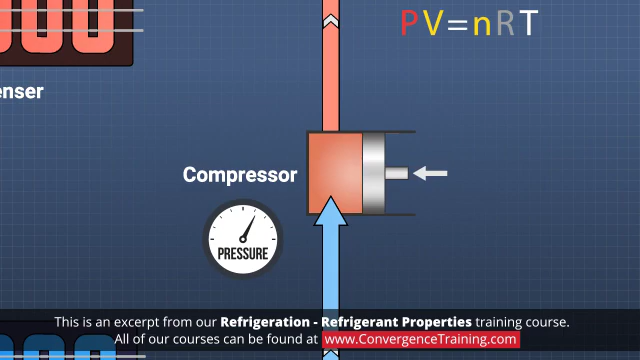 PV=nRT
enser
Compressor
PRESSURE
This is an excerpt from our Refrigeration - Refrigerant Properties training course.
All of our courses can be found at www.ConvergenceTraining.com